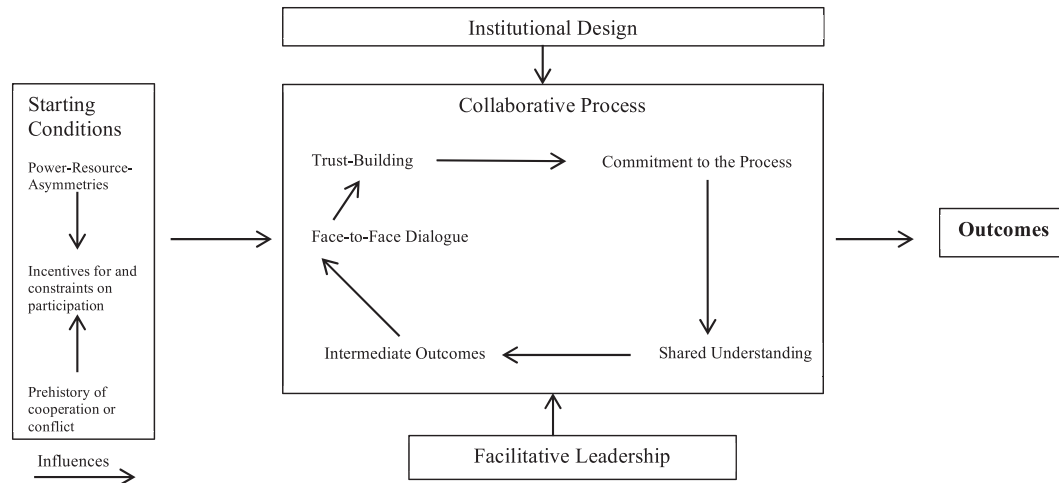 Institutional Design
Starting
Conditions
Power-Resource-
Asymmetries
Incentives for and
constraints on
participation
Prehistory of
cooperation or
conflict
Influences
Collaborative Process
Trust-Building
Commitment to the Process
Face-to-Face Dialogue
Intermediate Outcomes
Shared Understanding
Facilitative Leadership
Outcomes